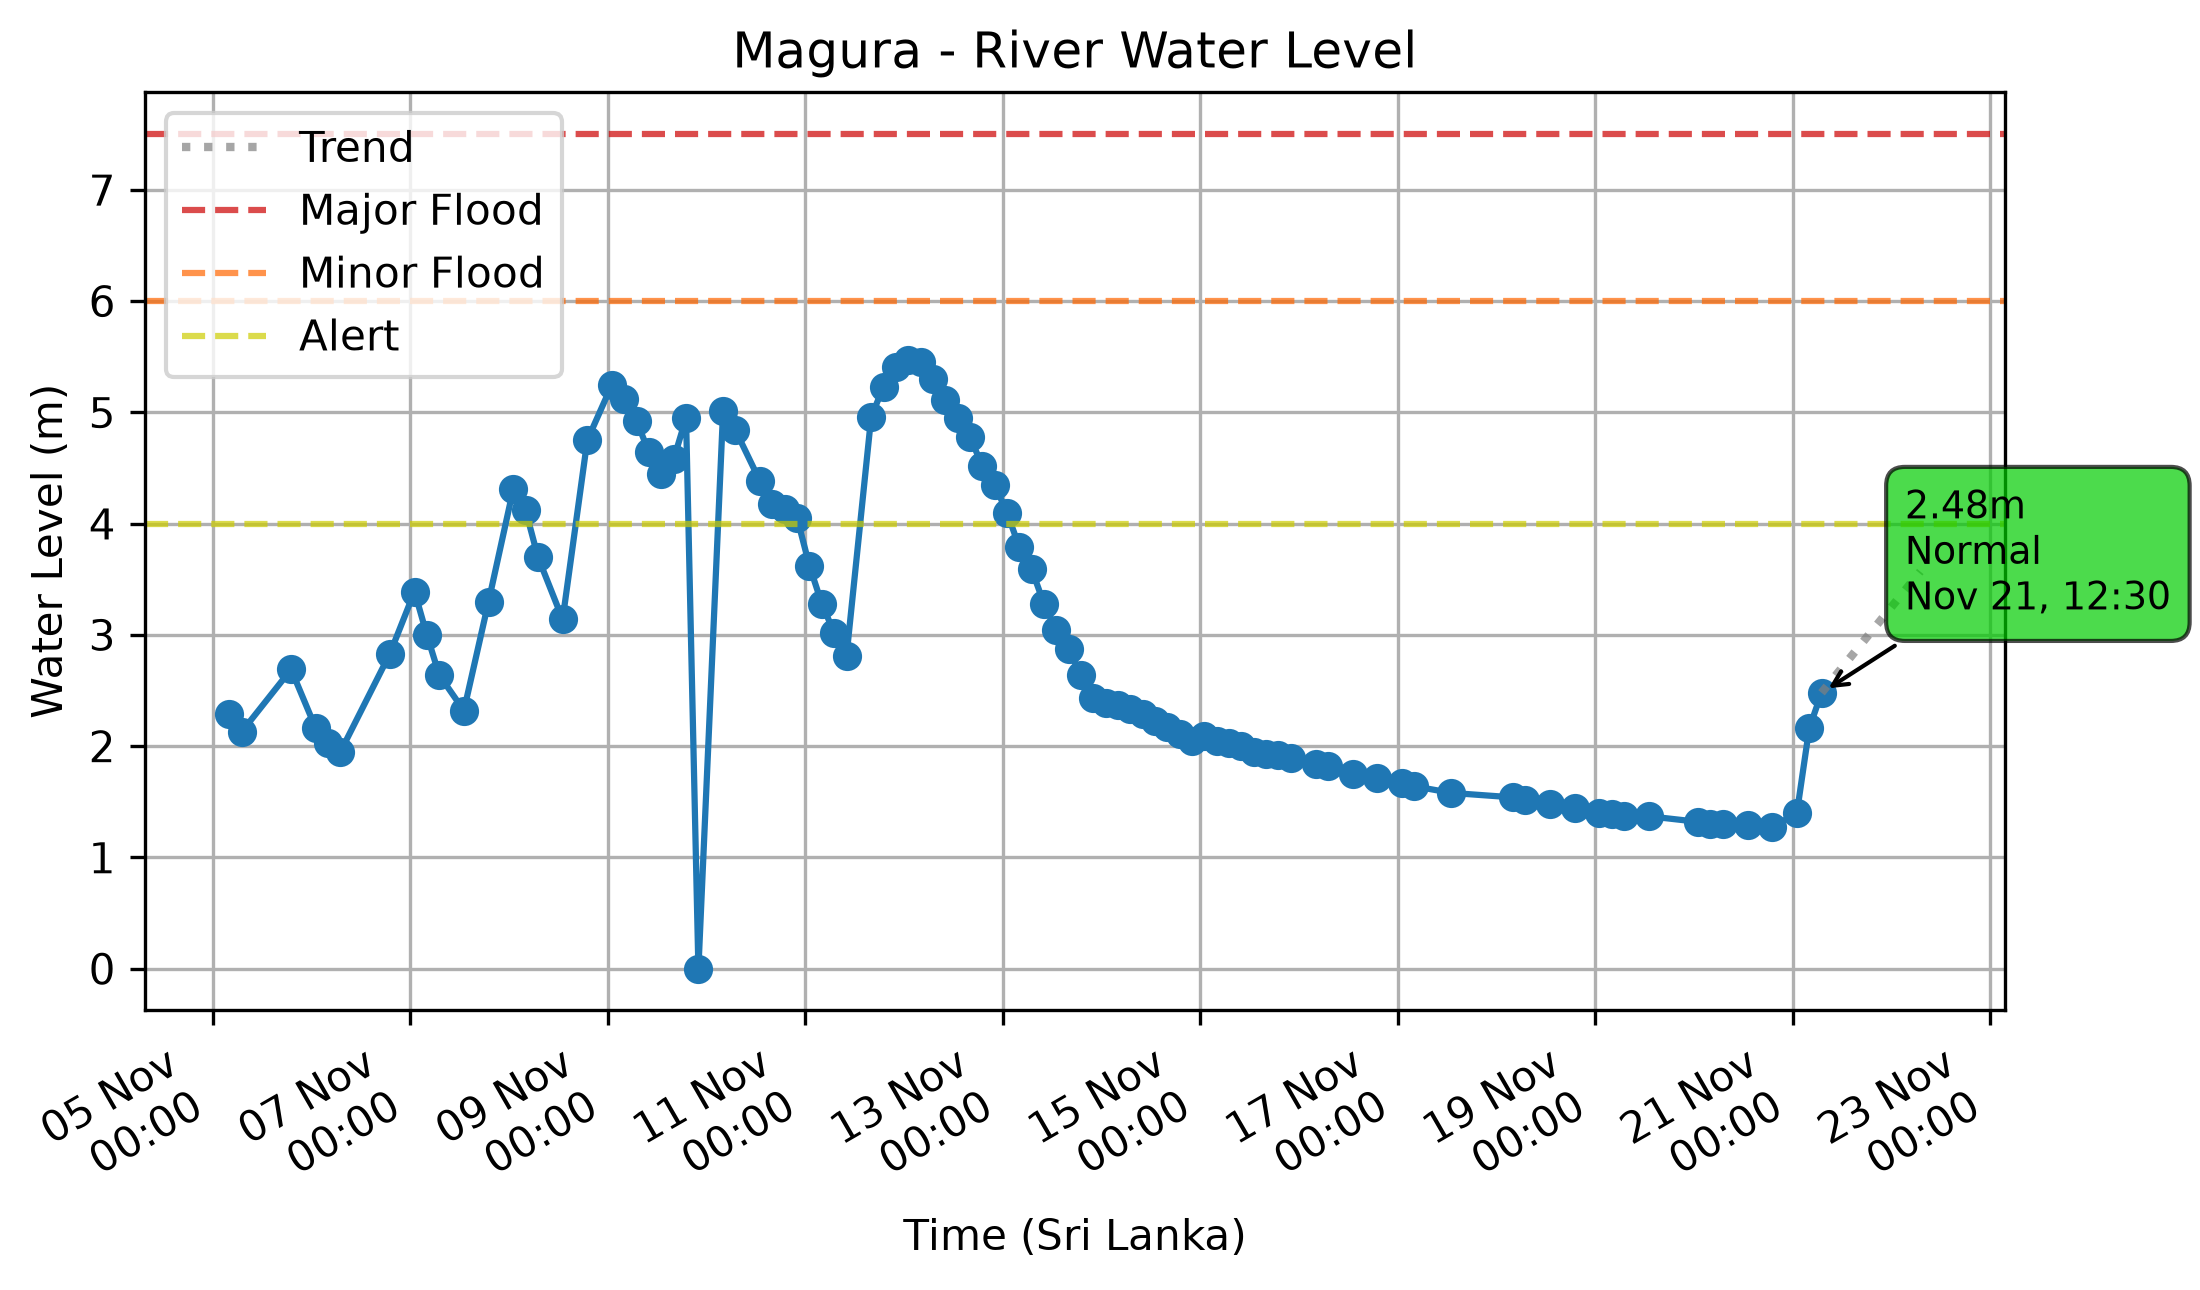 Magura - River Water Level
Trend
Major Flood
Minor Flood
Alert
Water Level (m)
7
6
5
4
3
2
1
0
2.48m
Normal
Nov 21, 12:30
05 Nov
00:00
07 Nov
00:00
09 Nov
00:00
11 Nov
00:00
13 Nov
00:00
15 Nov
00:00
17 Nov
00:00
19 Nov
00:00
21 Nov
00:00
23 Nov
00:00
Time (Sri Lanka)